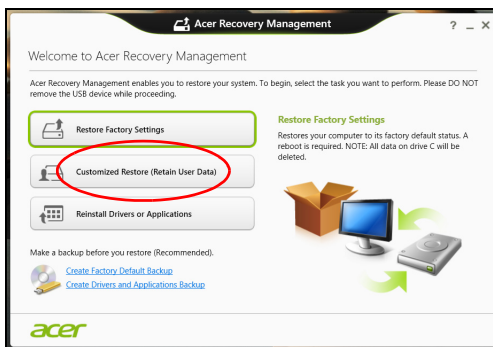 Acer Recovery Management
? _ X
Welcome to Acer Recovery Management
Acer Recovery Management enables you to restore your system. To begin, select the task you want to perform. Please DO NOT
remove the USB device while proceeding.
Restore Factory Settings
Customized Restore (Retain User Data)
Reinstall Drivers or Applications
Restore Factory Settings
Restores your computer to its factory default status. A
reboot is required. NOTE: All data on drive C will be
deleted.
Make a backup before you restore (Recommended).
Create Factory Default Backup
Create Drivers and Applications Backup
acer